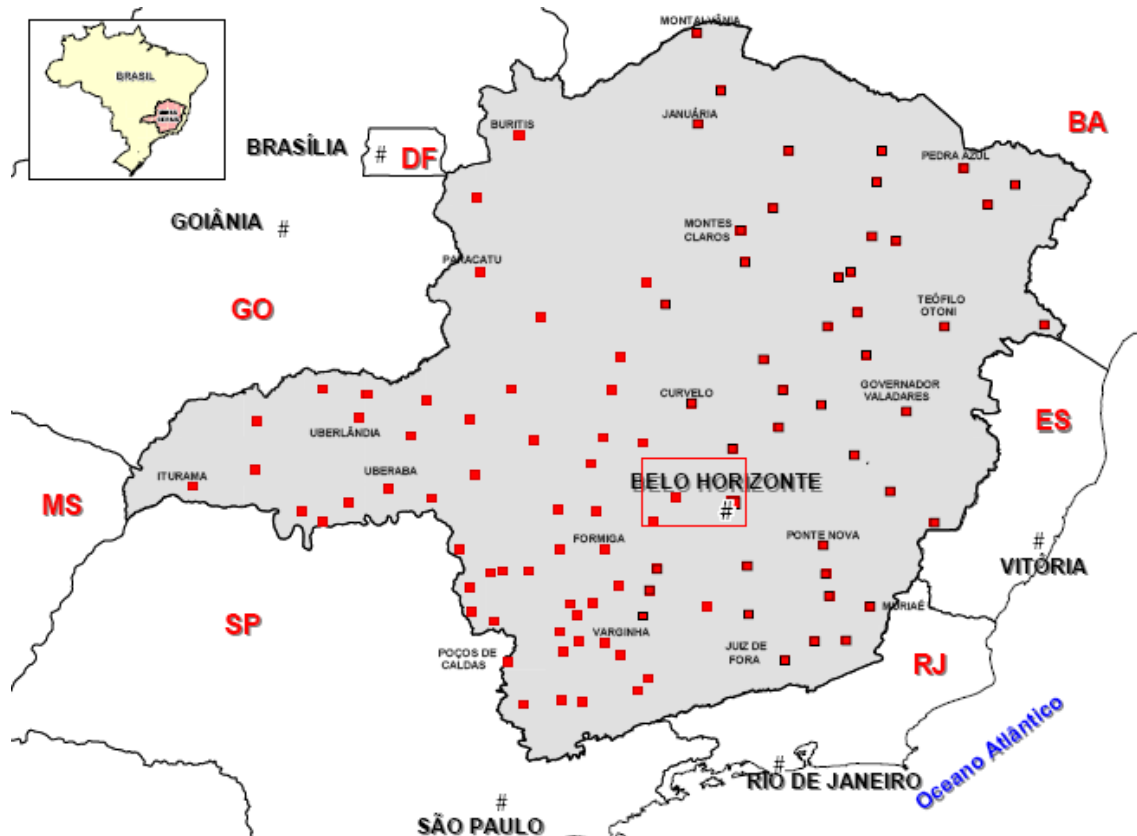 MONTALVÂNIA
BRASIL
JANUÁRIA
BURITIS
BRASÍLIA
#
DF
BA
PEDRA AZUL
GOIÂNIA
#
MONTES
CLAROS
PARACATU
GO
TEÓFILO
OTONI
CURVELO
GOVERNADOR
VALADARES
ES
UBERLÂNDIA
ITURAMA
UBERABA
BELO HORIZONTE
#
MS
FORMIGA
PONTE NOVA
#
VITÓRIA
SP
VARGINHA
MURIAÉ
POÇOS DE
CALDAS
JUIZ DE
FORA
RJ
Oceano Atlântico
#
RIO DE JANEIRO
#
SÃO PAULO